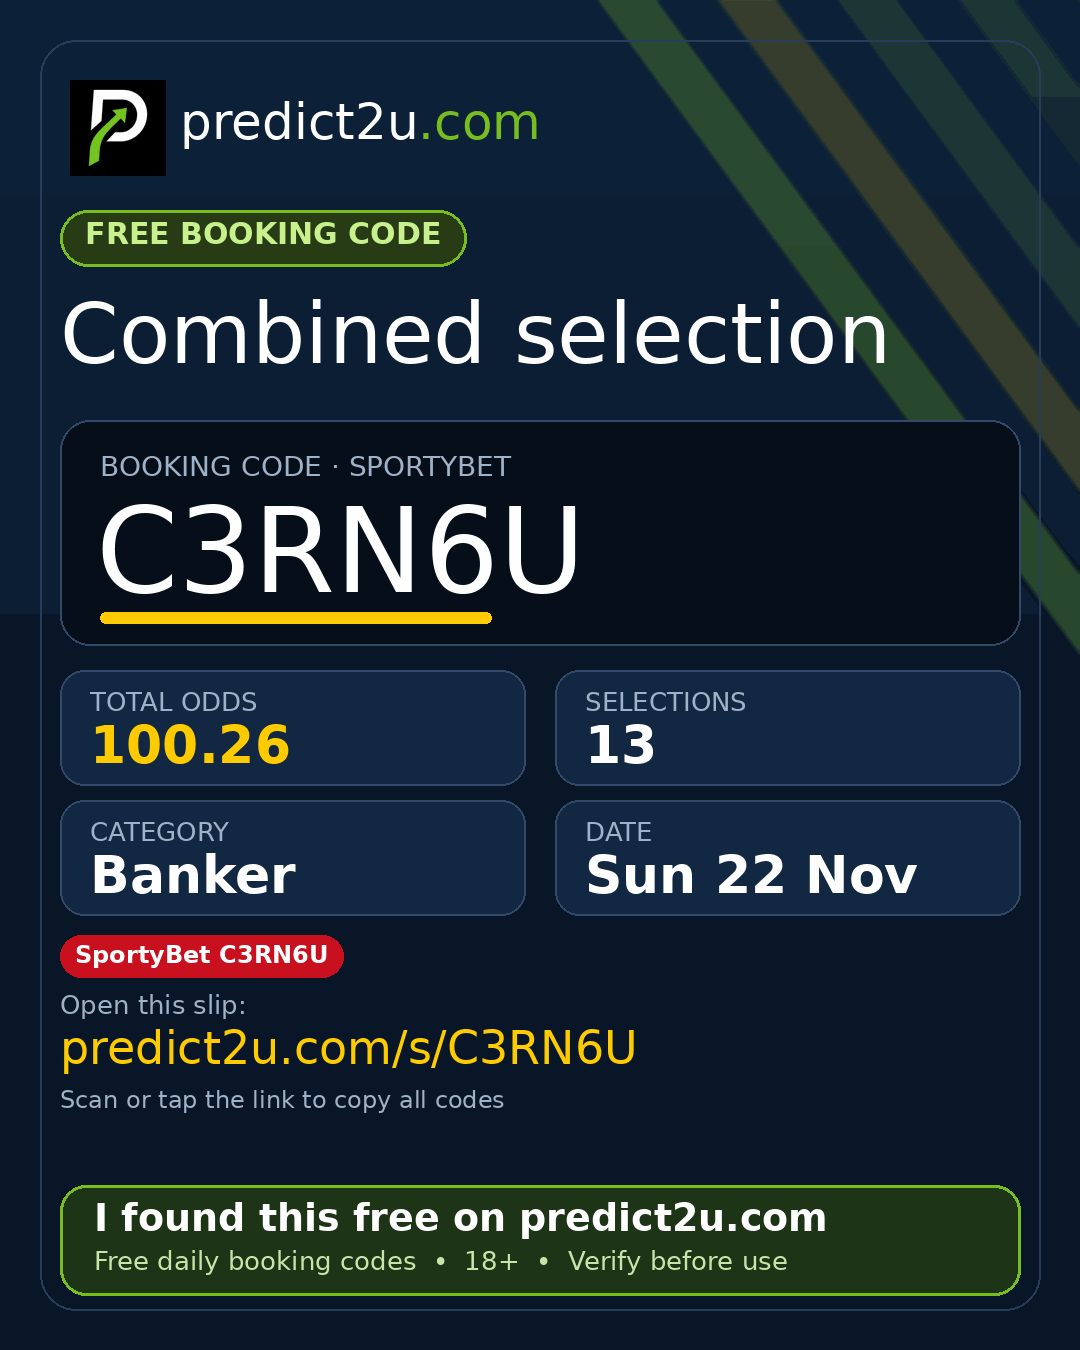 predict2u.com
FREE BOOKING CODE
Combined selection
BOOKING CODE · SPORTYBET
C3RN6U
TOTAL ODDS
100.26
SELECTIONS
13
CATEGORY
Banker
DATE
Sun 22 Nov
SportyBet C3RN6U
Open this slip:
predict2u.com/s/C3RN6U
Scan or tap the link to copy all codes
I found this free on predict2u.com
Free daily booking codes • 18+ • Verify before use